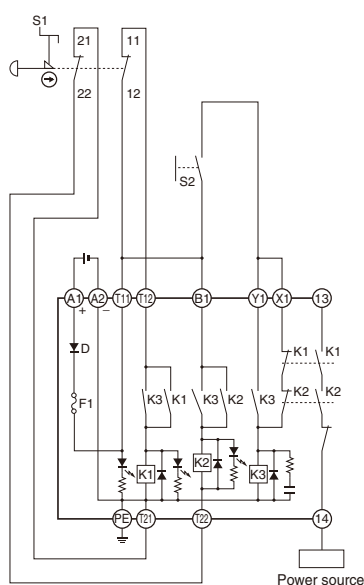 S1
21 11
22 12
S2
A1 A2 T11 T12 B1 Y1 X1 13
+ −
D
K1 K1
F1
K3 K1 K3 K2 K3 K2 K2
K1 K2 K3
PE T21 T22 14
Power source